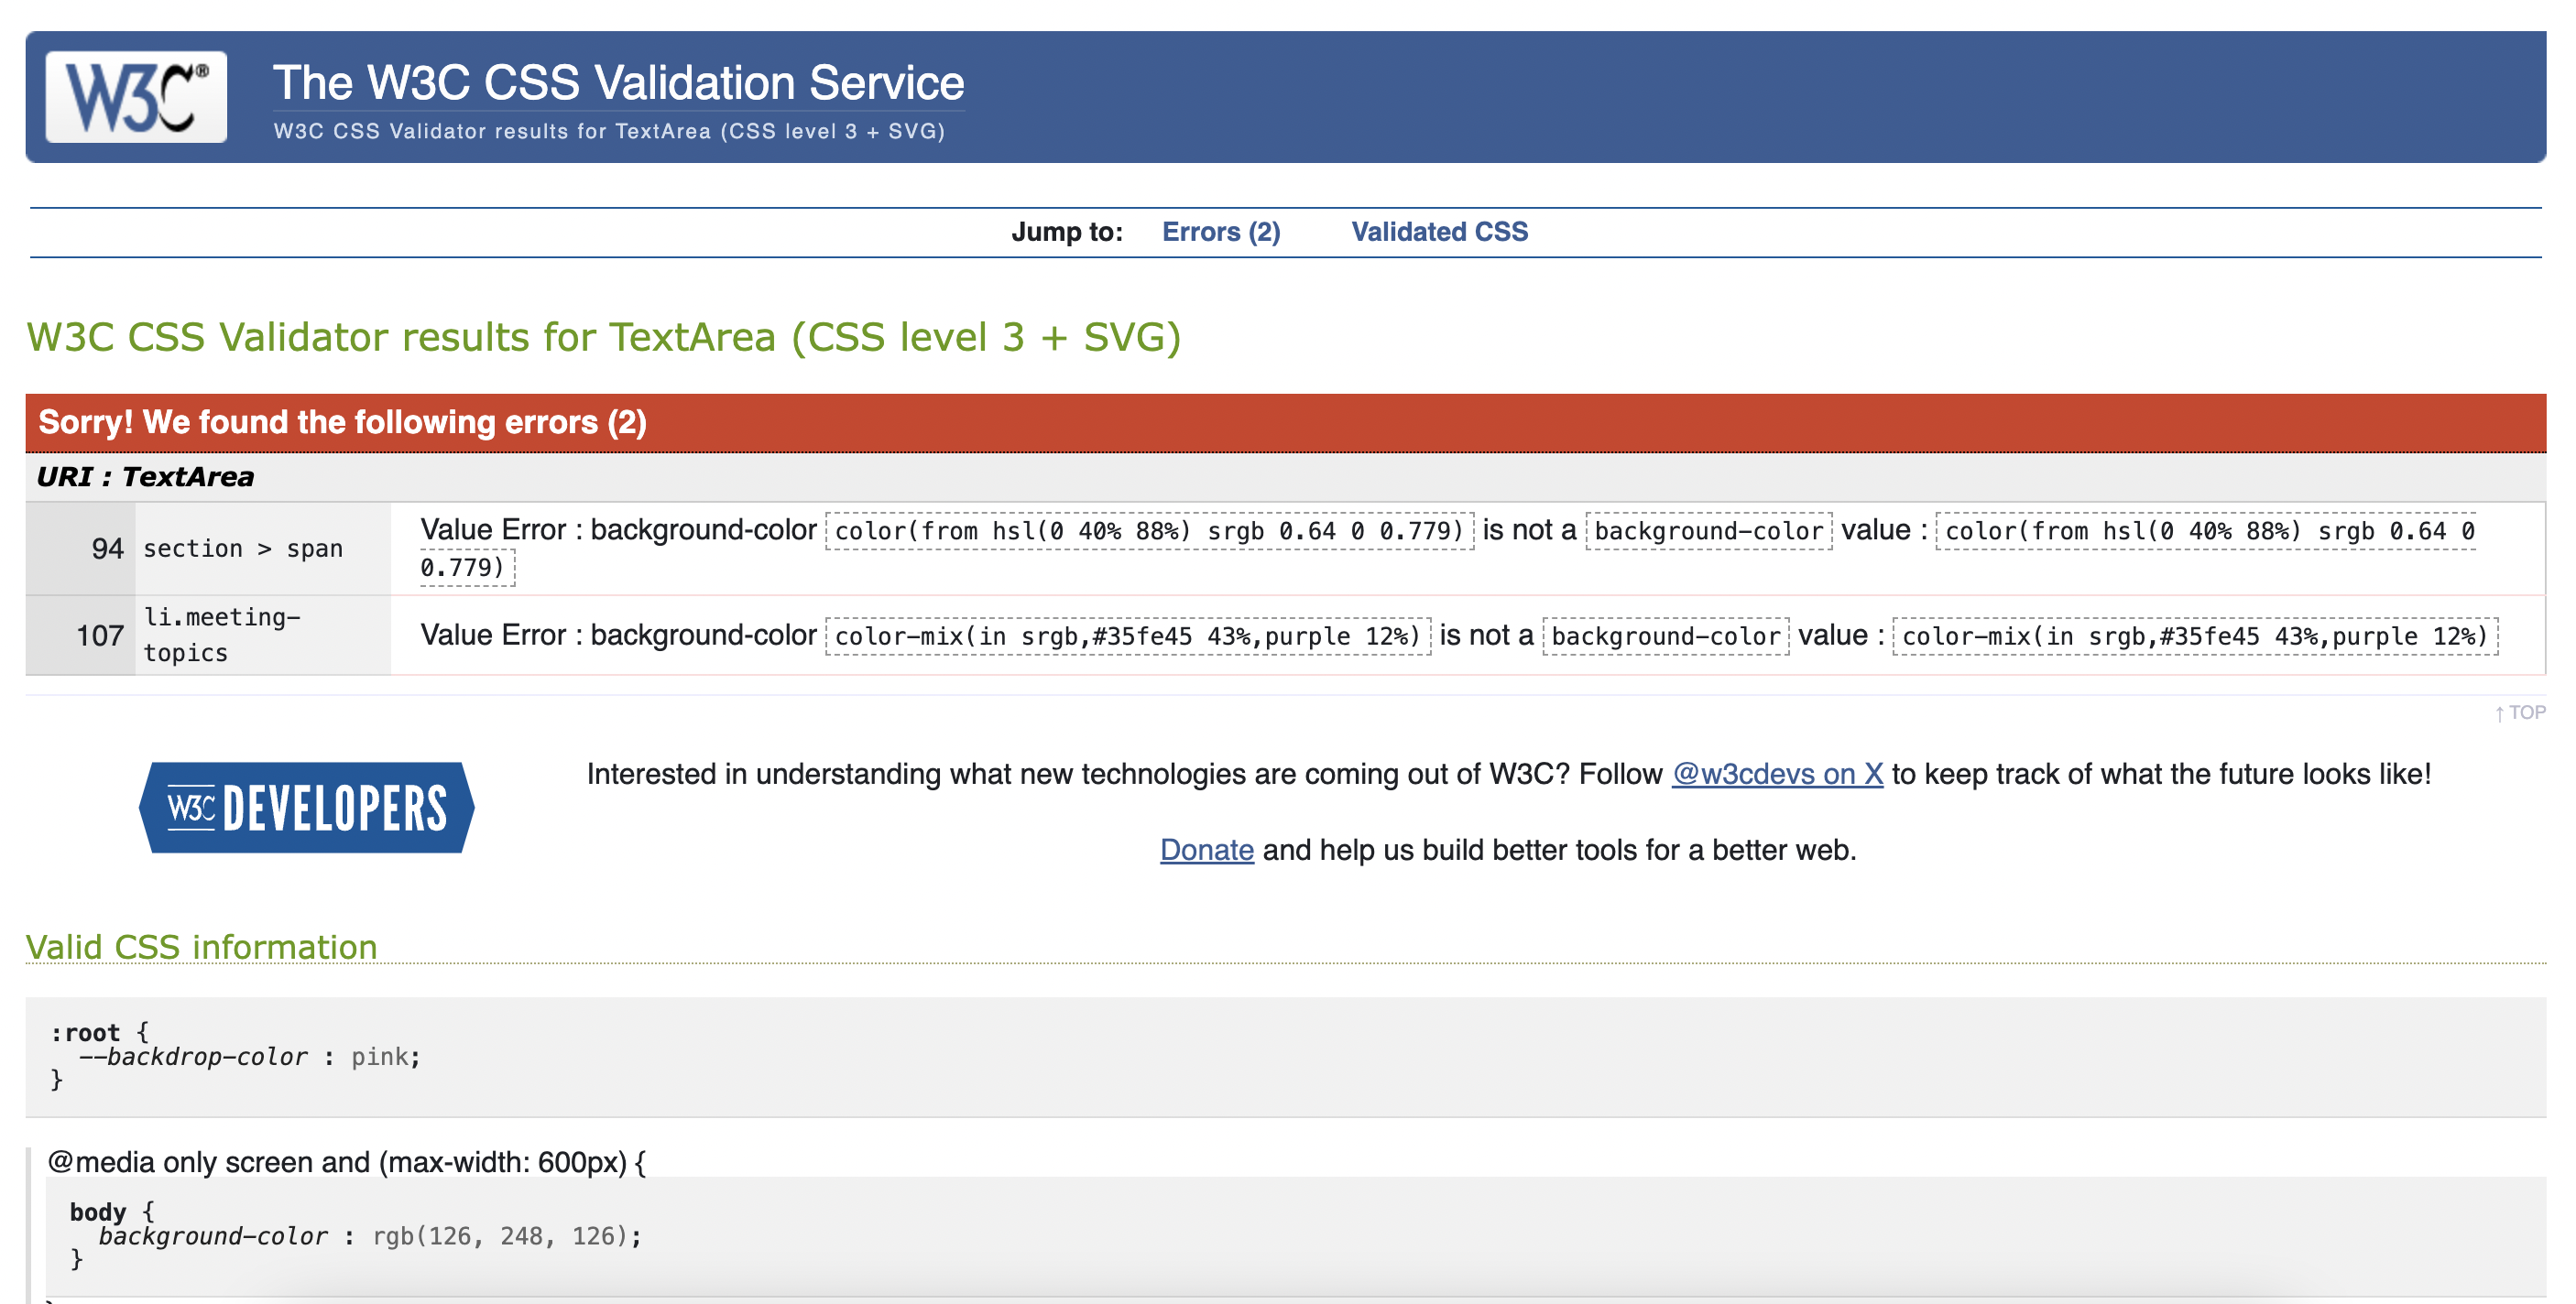 W3C®
The W3C CSS Validation Service
W3C CSS Validator results for TextArea (CSS level 3 + SVG)
Jump to: Errors (2) Validated CSS
W3C CSS Validator results for TextArea (CSS level 3 + SVG)
Sorry! We found the following errors (2)
URI : TextArea
94 section > span Value Error : background-color color(from hsl(0 40% 88%) srgb 0.64 0 0.779) is not a background-color value : color(from hsl(0 40% 88%) srgb 0.64 0
0.779)
107 li.meeting-
topics Value Error : background-color color-mix(in srgb,#35fe45 43%,purple 12%) is not a background-color value : color-mix(in srgb,#35fe45 43%,purple 12%)
↑ TOP
W3C DEVELOPERS
Interested in understanding what new technologies are coming out of W3C? Follow @w3cdevs on X to keep track of what the future looks like!
Donate and help us build better tools for a better web.
Valid CSS information
:root {
--backdrop-color : pink;
}
@media only screen and (max-width: 600px) {
body {
background-color : rgb(126, 248, 126);
}